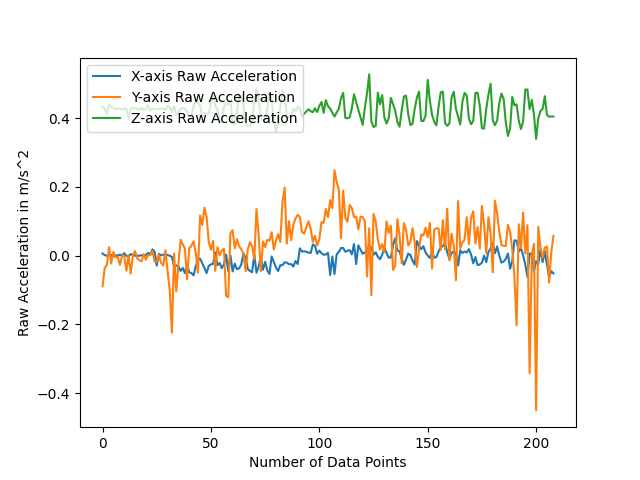 X-axis Raw Acceleration
Y-axis Raw Acceleration
Z-axis Raw Acceleration
0.4
0.2
0.0
−0.2
−0.4
Raw Acceleration in m/s^2
0 50 100 150 200
Number of Data Points